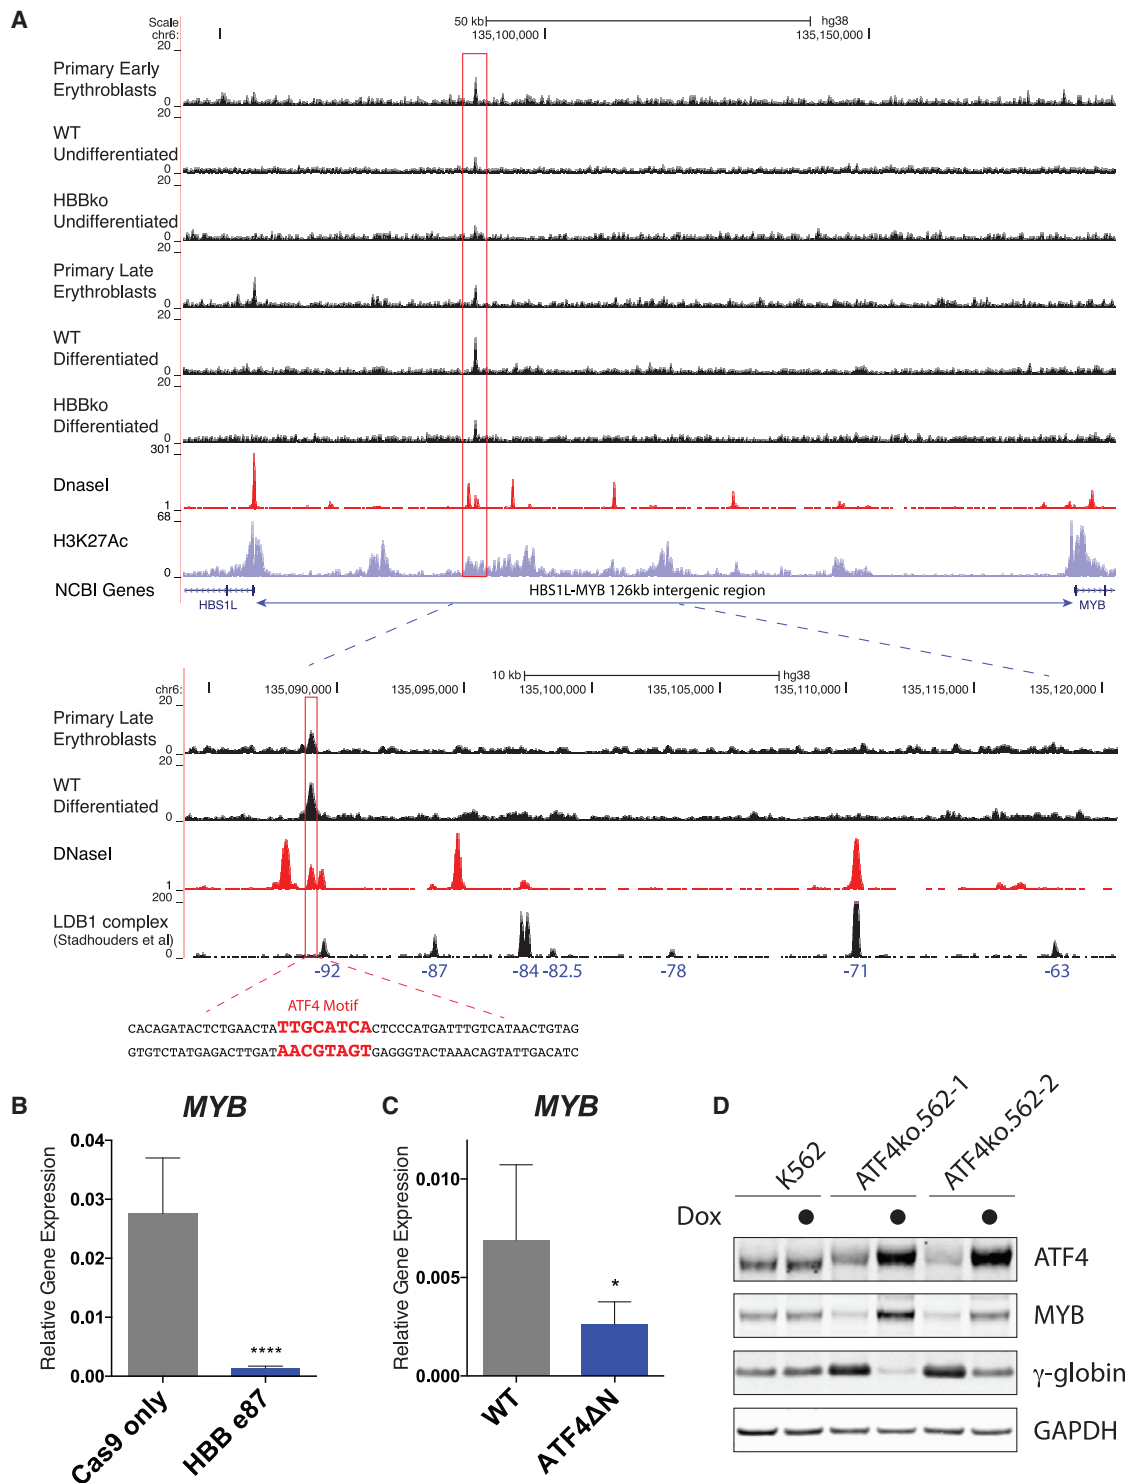 A
Scale
50 kb
hg38
chr6:
135,100,000
135,150,000
20
Primary Early
Erythroblasts
0
20
WT
Undifferentiated
0
20
HBBko
Undifferentiated
0
20
Primary Late
Erythroblasts
0
20
WT
Differentiated
0
20
HBBko
Differentiated
0
301
DnaseI
1
68
H3K27Ac
0
NCBI Genes
HBS1L-MYB 126kb intergenic region
HBS1L
MYB
10 kb
hg38
chr6:
135,090,000
135,095,000
135,100,000
135,105,000
135,110,000
135,115,000
135,120,000
20
Primary Late
Erythroblasts
0
20
WT
Differentiated
0
DNaseI
1
200
LDB1 complex
(Stadhouders et al)
0
-92
-87
-84
-82.5
-78
-71
-63
ATF4 Motif
CACAGATACTCTGAACTATTGCATCACTCCCATGATTTGTCATAACTGTAG
GTGTCTATGAGACTTGATAACGTAGTGAGGGTACTAAACAGTATTGACATC
B
MYB
Relative Gene Expression
0.04
0.03
0.02
0.01
0.00
****
Cas9 only
HBB e87
C
MYB
Relative Gene Expression
0.010
0.005
0.000
*
WT
ATF4ΔN
D
K562
ATF4ko.562-1
ATF4ko.562-2
Dox
ATF4
MYB
γ-globin
GAPDH